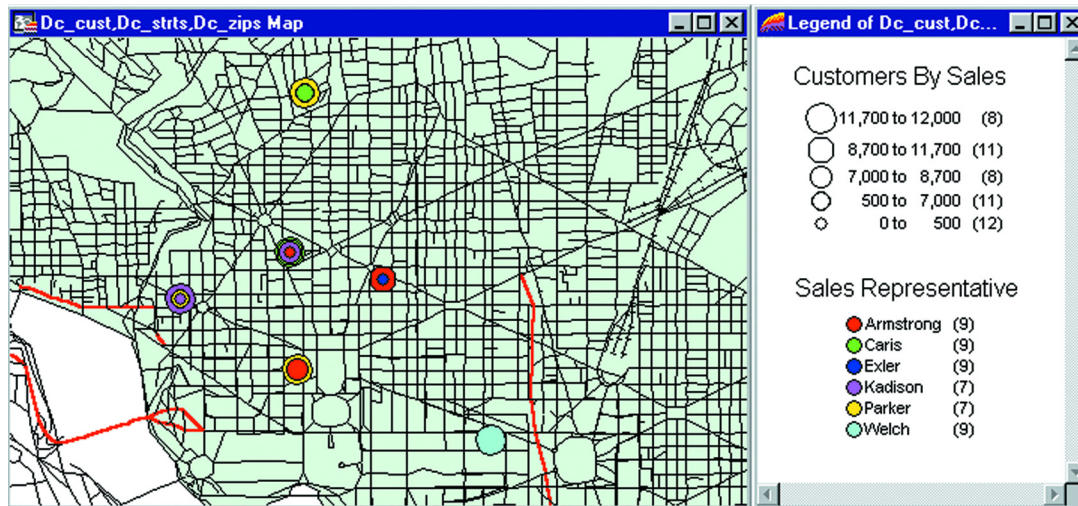 Dc_cust,Dc_strts,Dc_zips Map
Legend of Dc_cust,Dc...
Customers By Sales
11,700 to 12,000 (8)
8,700 to 11,700 (11)
7,000 to 8,700 (8)
500 to 7,000 (11)
0 to 500 (12)
Sales Representative
Armstrong (9)
Caris (9)
Exler (9)
Kadison (7)
Parker (7)
Welch (9)